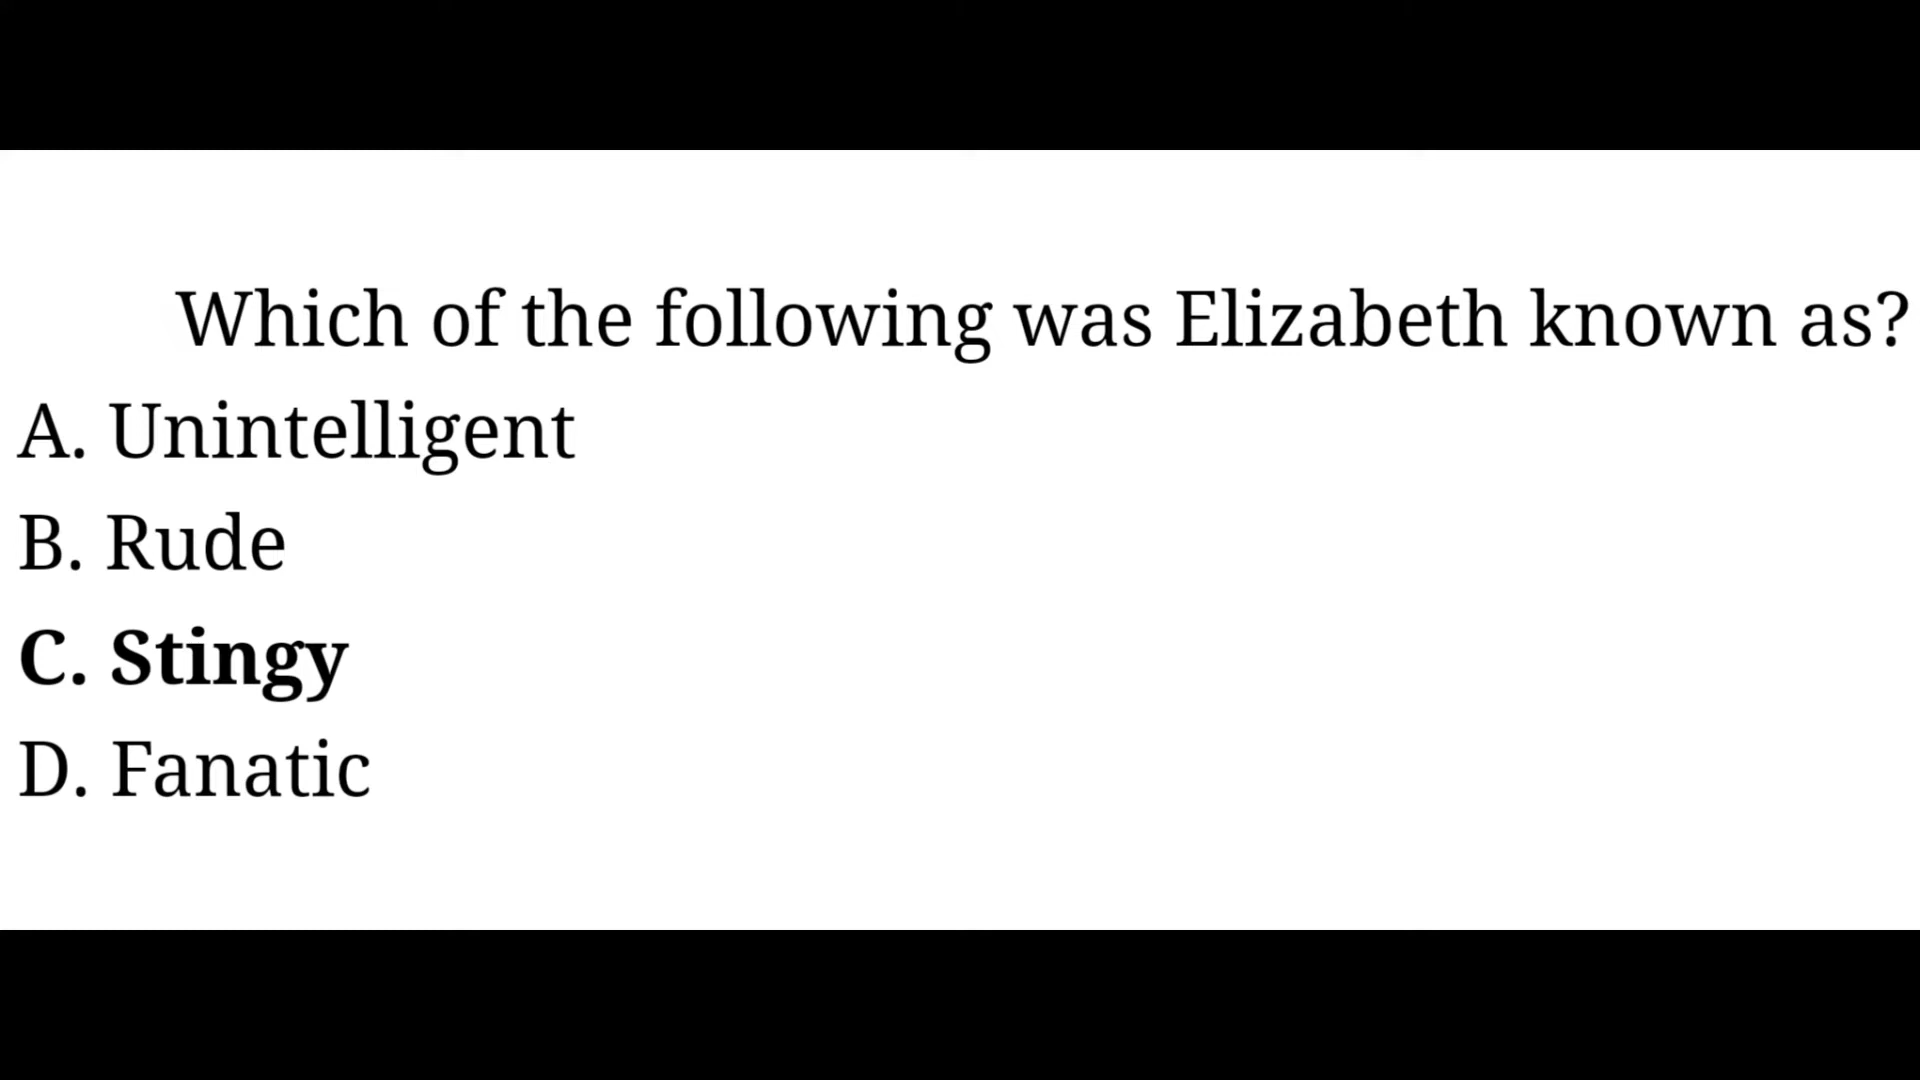 Which of the following was Elizabeth known as?
A. Unintelligent
B. Rude
C. Stingy
D. Fanatic